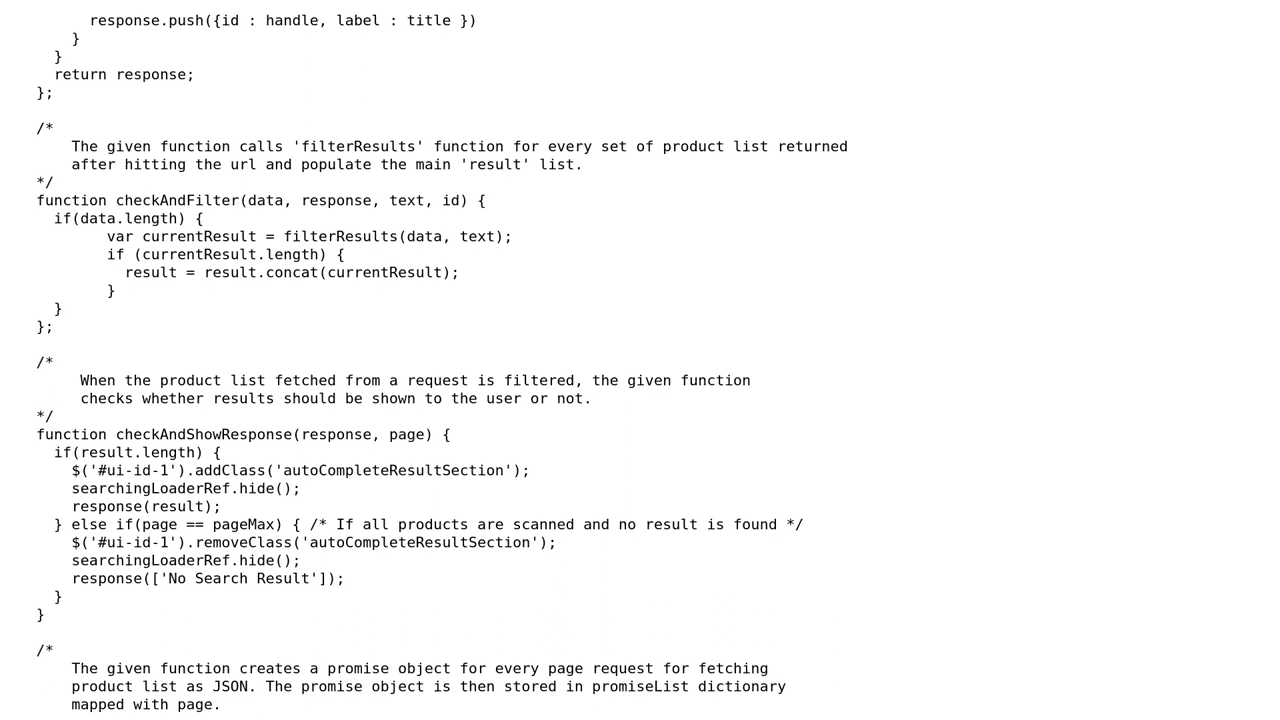 response.push({id : handle, label : title })
    }
  }
  return response;
};

/*
    The given function calls 'filterResults' function for every set of product list returned
    after hitting the url and populate the main 'result' list.
*/
function checkAndFilter(data, response, text, id) {
  if(data.length) {
        var currentResult = filterResults(data, text);
        if (currentResult.length) {
          result = result.concat(currentResult);
        }
  }
};

/*
     When the product list fetched from a request is filtered, the given function
     checks whether results should be shown to the user or not.
*/
function checkAndShowResponse(response, page) {
  if(result.length) {
    $('#ui-id-1').addClass('autoCompleteResultSection');
    searchingLoaderRef.hide();
    response(result);
  } else if(page == pageMax) { /* If all products are scanned and no result is found */
    $('#ui-id-1').removeClass('autoCompleteResultSection');
    searchingLoaderRef.hide();
    response(['No Search Result']);
  }
}

/*
    The given function creates a promise object for every page request for fetching
    product list as JSON. The promise object is then stored in promiseList dictionary
    mapped with page.